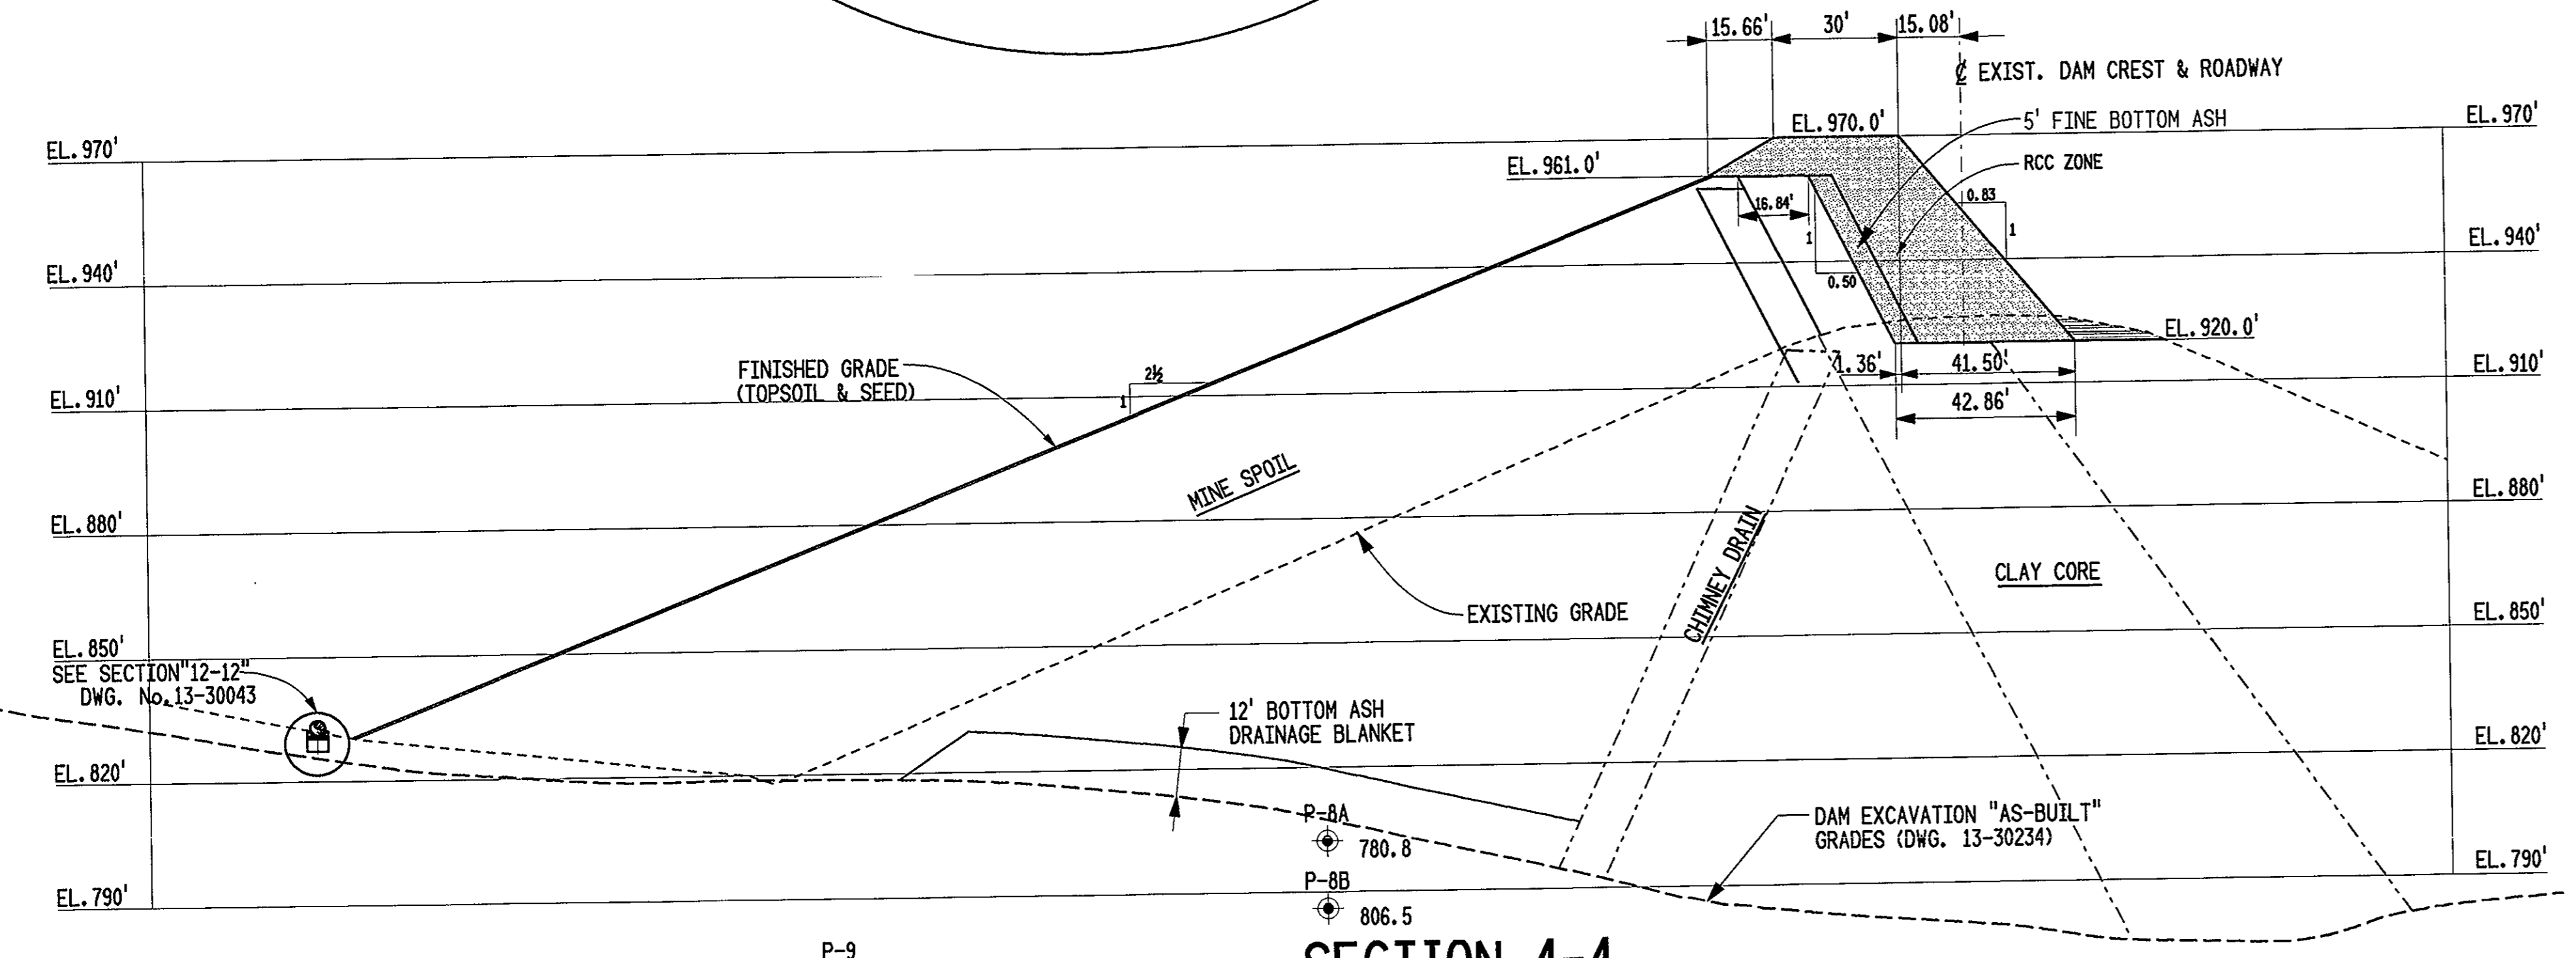 15.66' 30' 15.08'
℄ EXIST. DAM CREST & ROADWAY
EL.970.0'
5' FINE BOTTOM ASH
EL.970'
EL.970'
EL.961.0'
RCC ZONE
0.83
1
16.84'
1
0.50
EL.940'
EL.940'
EL.920.0'
FINISHED GRADE
(TOPSOIL & SEED)
2½
1
1.36' 41.50'
EL.910'
42.86'
EL.910'
MINE SPOIL
EL.880'
EL.880'
CHIMNEY DRAIN
CLAY CORE
EXISTING GRADE
EL.850'
EL.850'
SEE SECTION"12-12"
DWG. No.13-30043
12' BOTTOM ASH
DRAINAGE BLANKET
EL.820'
EL.820'
P-8A
780.8
DAM EXCAVATION "AS-BUILT"
GRADES (DWG. 13-30234)
EL.790'
P-8B
806.5
EL.790'
P-9
SECTION 4-4